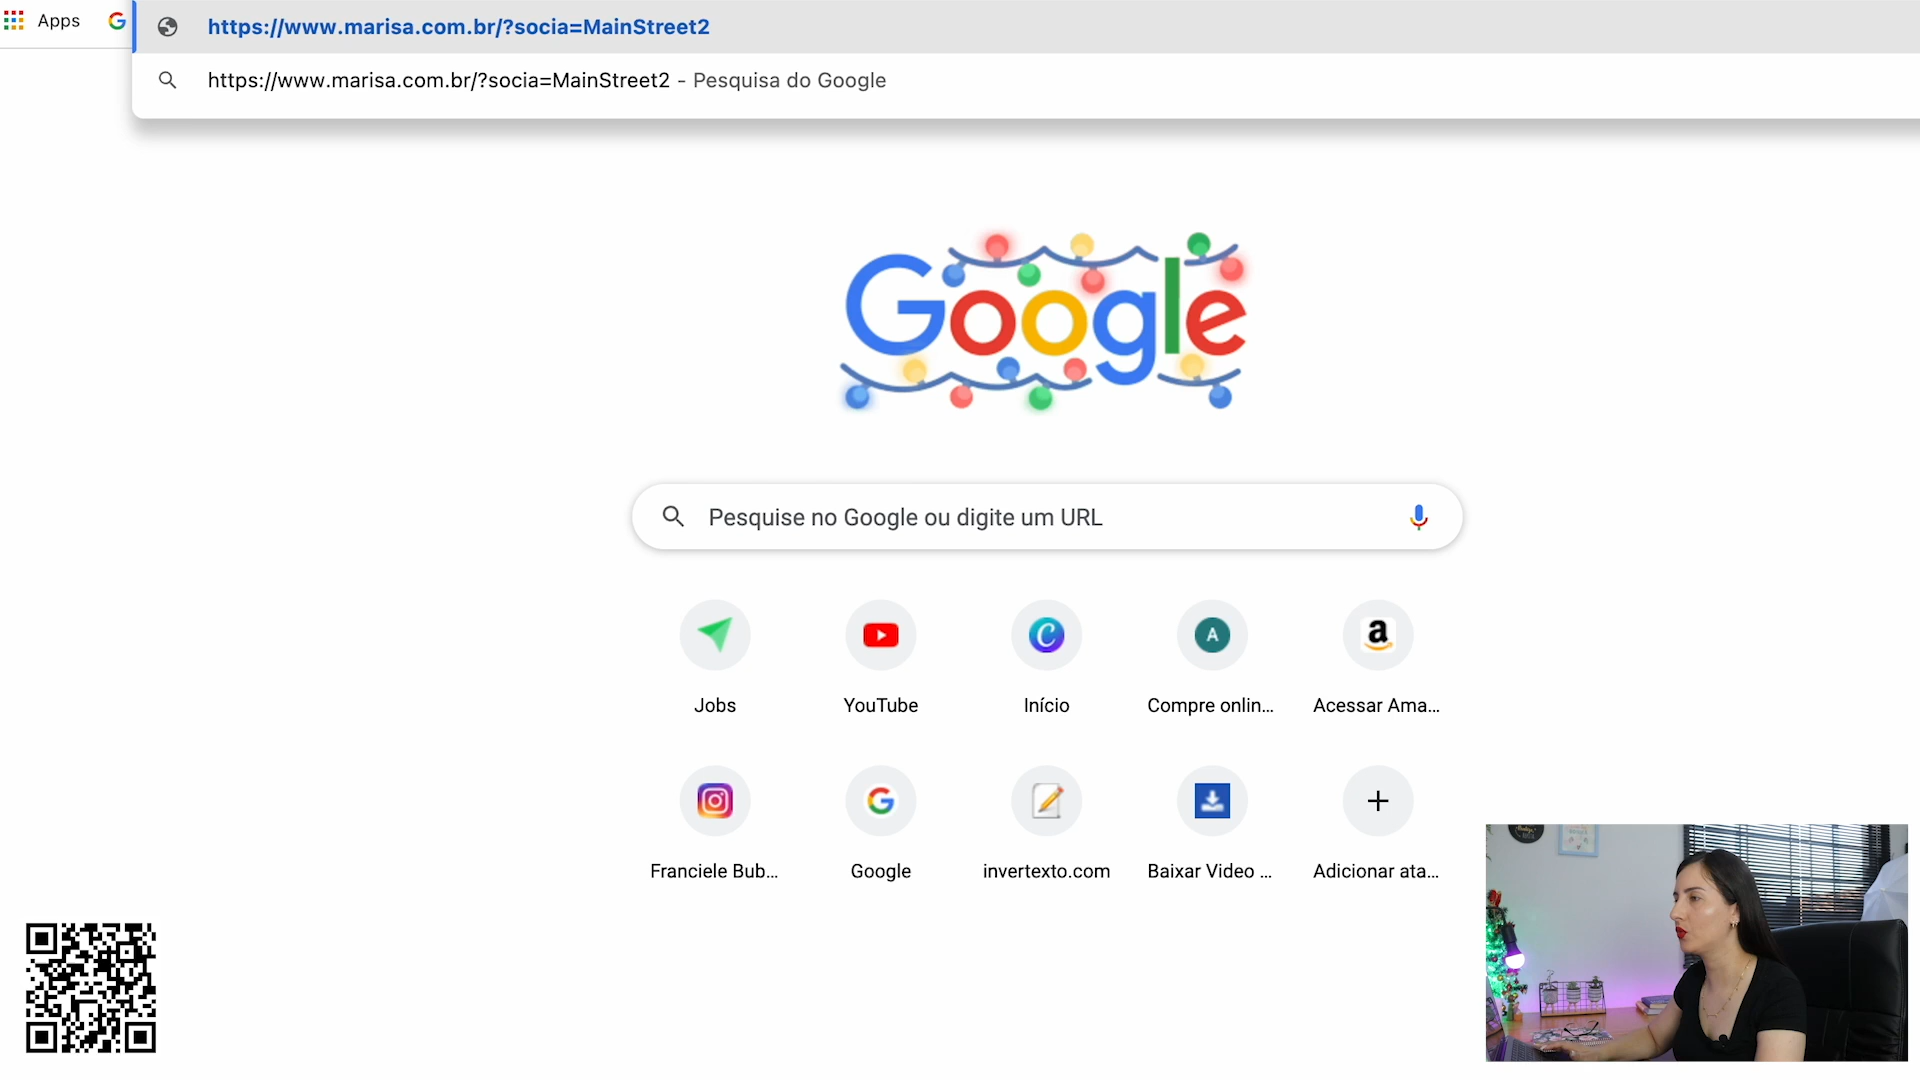 Apps
https://www.marisa.com.br/?socia=MainStreet2
https://www.marisa.com.br/?socia=MainStreet2 - Pesquisa do Google
Google
Pesquise no Google ou digite um URL
Jobs
YouTube
Início
Compre onlin...
Acessar Ama...
Franciele Bub...
Google
invertexto.com
Baixar Video ...
Adicionar ata...